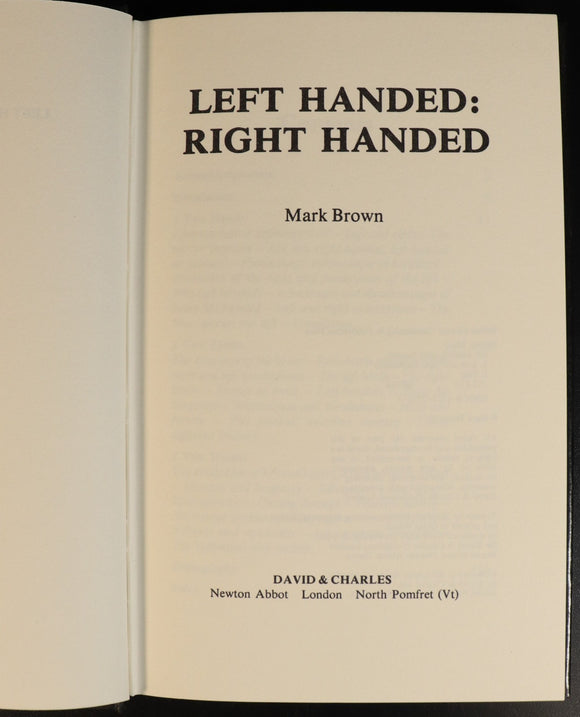 LEFT HANDED:
RIGHT HANDED
Mark Brown
DAVID & CHARLES
Newton Abbot London North Pomfret (Vt)